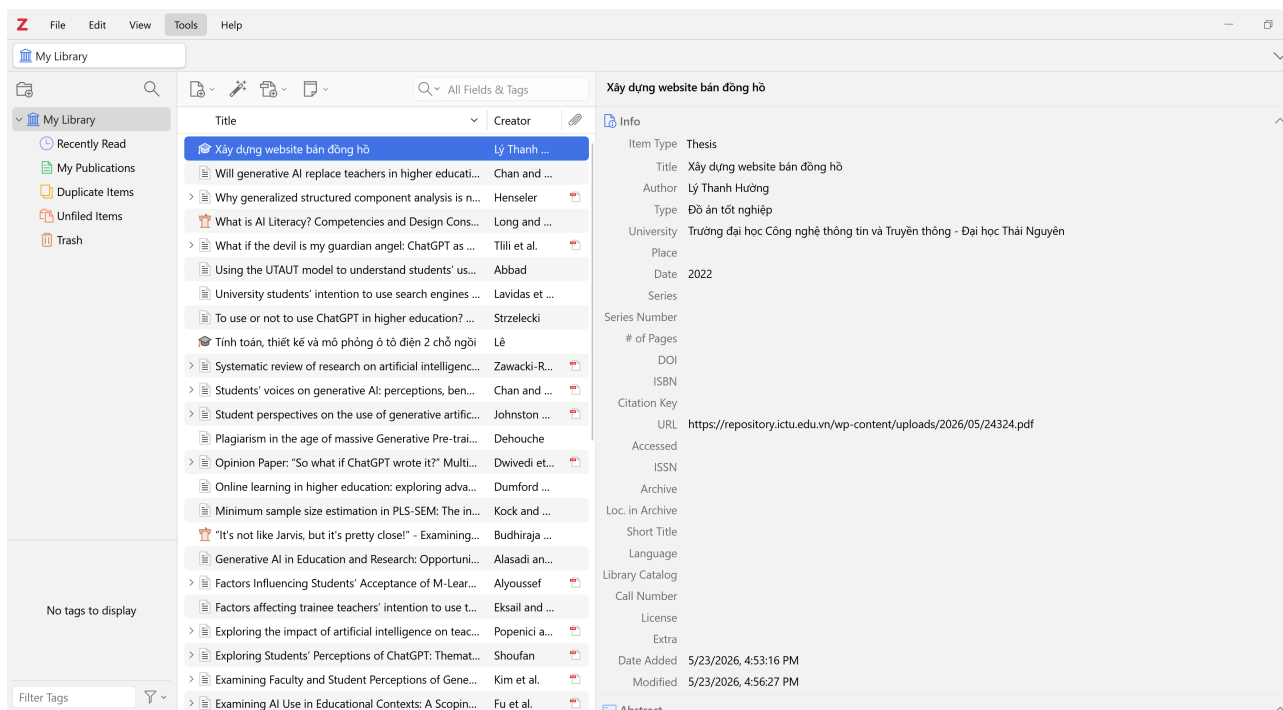 Z File Edit View Tools Help
My Library
All Fields & Tags
My Library
Recently Read
My Publications
Duplicate Items
Unfiled Items
Trash
No tags to display
Filter Tags
Title Creator
Xây dựng website bán đồng hồ Lý Thanh ...
Will generative AI replace teachers in higher educati... Chan and ...
Why generalized structured component analysis is n... Henseler
What is AI Literacy? Competencies and Design Cons... Long and ...
What if the devil is my guardian angel: ChatGPT as ... Tlili et al.
Using the UTAUT model to understand students’ us... Abbad
University students’ intention to use search engines ... Lavidas et ...
To use or not to use ChatGPT in higher education? ... Strzelecki
Tính toán, thiết kế và mô phỏng ô tô điện 2 chỗ ngồi Lê
Systematic review of research on artificial intelligenc... Zawacki-R...
Students’ voices on generative AI: perceptions, ben... Chan and ...
Student perspectives on the use of generative artific... Johnston ...
Plagiarism in the age of massive Generative Pre-trai... Dehouche
Opinion Paper: “So what if ChatGPT wrote it?” Multi... Dwivedi et...
Online learning in higher education: exploring adva... Dumford ...
Minimum sample size estimation in PLS-SEM: The in... Kock and ...
"It's not like Jarvis, but it's pretty close!" - Examining... Budhiraja ...
Generative AI in Education and Research: Opportuni... Alasadi an...
Factors Influencing Students’ Acceptance of M-Lear... Alyoussef
Factors affecting trainee teachers’ intention to use t... Eksail and ...
Exploring the impact of artificial intelligence on teac... Popenici a...
Exploring Students’ Perceptions of ChatGPT: Themat... Shoufan
Examining Faculty and Student Perceptions of Gene... Kim et al.
Examining AI Use in Educational Contexts: A Scopin... Fu et al.
Xây dựng website bán đồng hồ
Info
Item Type Thesis
Title Xây dựng website bán đồng hồ
Author Lý Thanh Hường
Type Đồ án tốt nghiệp
University Trường đại học Công nghệ thông tin và Truyền thông - Đại học Thái Nguyên
Place
Date 2022
Series
Series Number
# of Pages
DOI
ISBN
Citation Key
URL https://repository.ictu.edu.vn/wp-content/uploads/2026/05/24324.pdf
Accessed
ISSN
Archive
Loc. in Archive
Short Title
Language
Library Catalog
Call Number
License
Extra
Date Added 5/23/2026, 4:53:16 PM
Modified 5/23/2026, 4:56:27 PM
Abstract